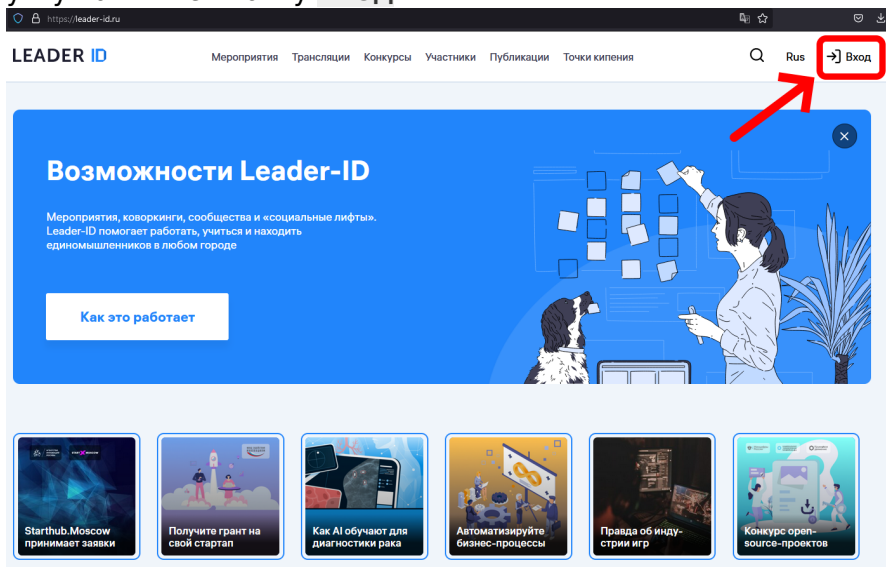 https://leader-id.ru
LEADER ID
Мероприятия Трансляции Конкурсы Участники Публикации Точки кипения
Rus
Вход
Возможности Leader-ID
Мероприятия, коворкинги, сообщества и «социальные лифты».
Leader-ID помогает работать, учиться и находить
единомышленников в любом городе
Как это работает
Starthub.Moscow
принимает заявки
Получите грант на
свой стартап
Как AI обучают для
диагностики рака
Автоматизируйте
бизнес-процессы
Правда об инду-
стрии игр
Конкурс open-
source-проектов